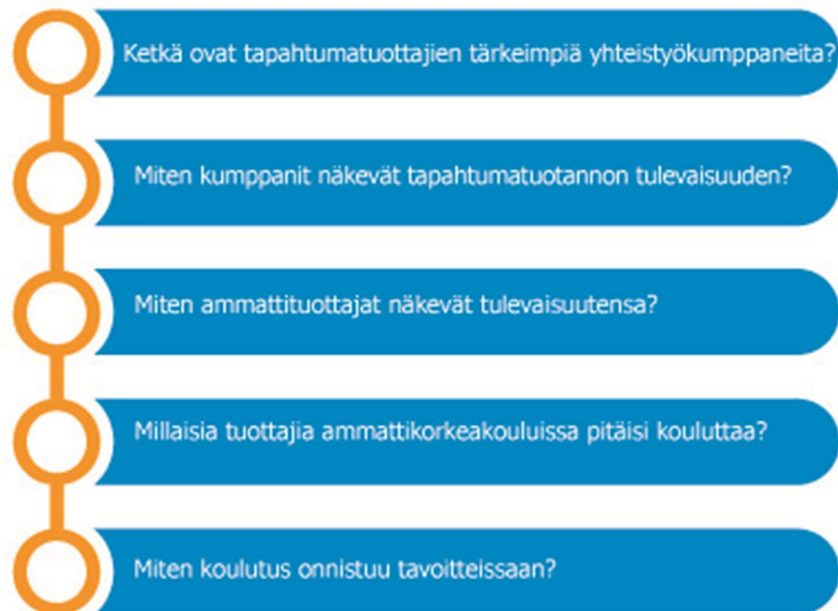 Ketkä ovat tapahtumatuottajien tärkeimpiä yhteistyökumppaneita?
Miten kumppanit näkevät tapahtumatuotannon tulevaisuuden?
Miten ammattituottajat näkevät tulevaisuutensa?
Millaisia tuottajia ammattikorkeakouluissa pitäisi kouluttaa?
Miten koulutus onnistuu tavoitteissaan?